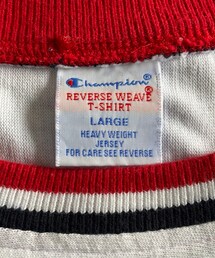 Champion®
REVERSE WEAVE®
T-SHIRT
LARGE
HEAVY WEIGHT
JERSEY
FOR CARE SEE REVERSE